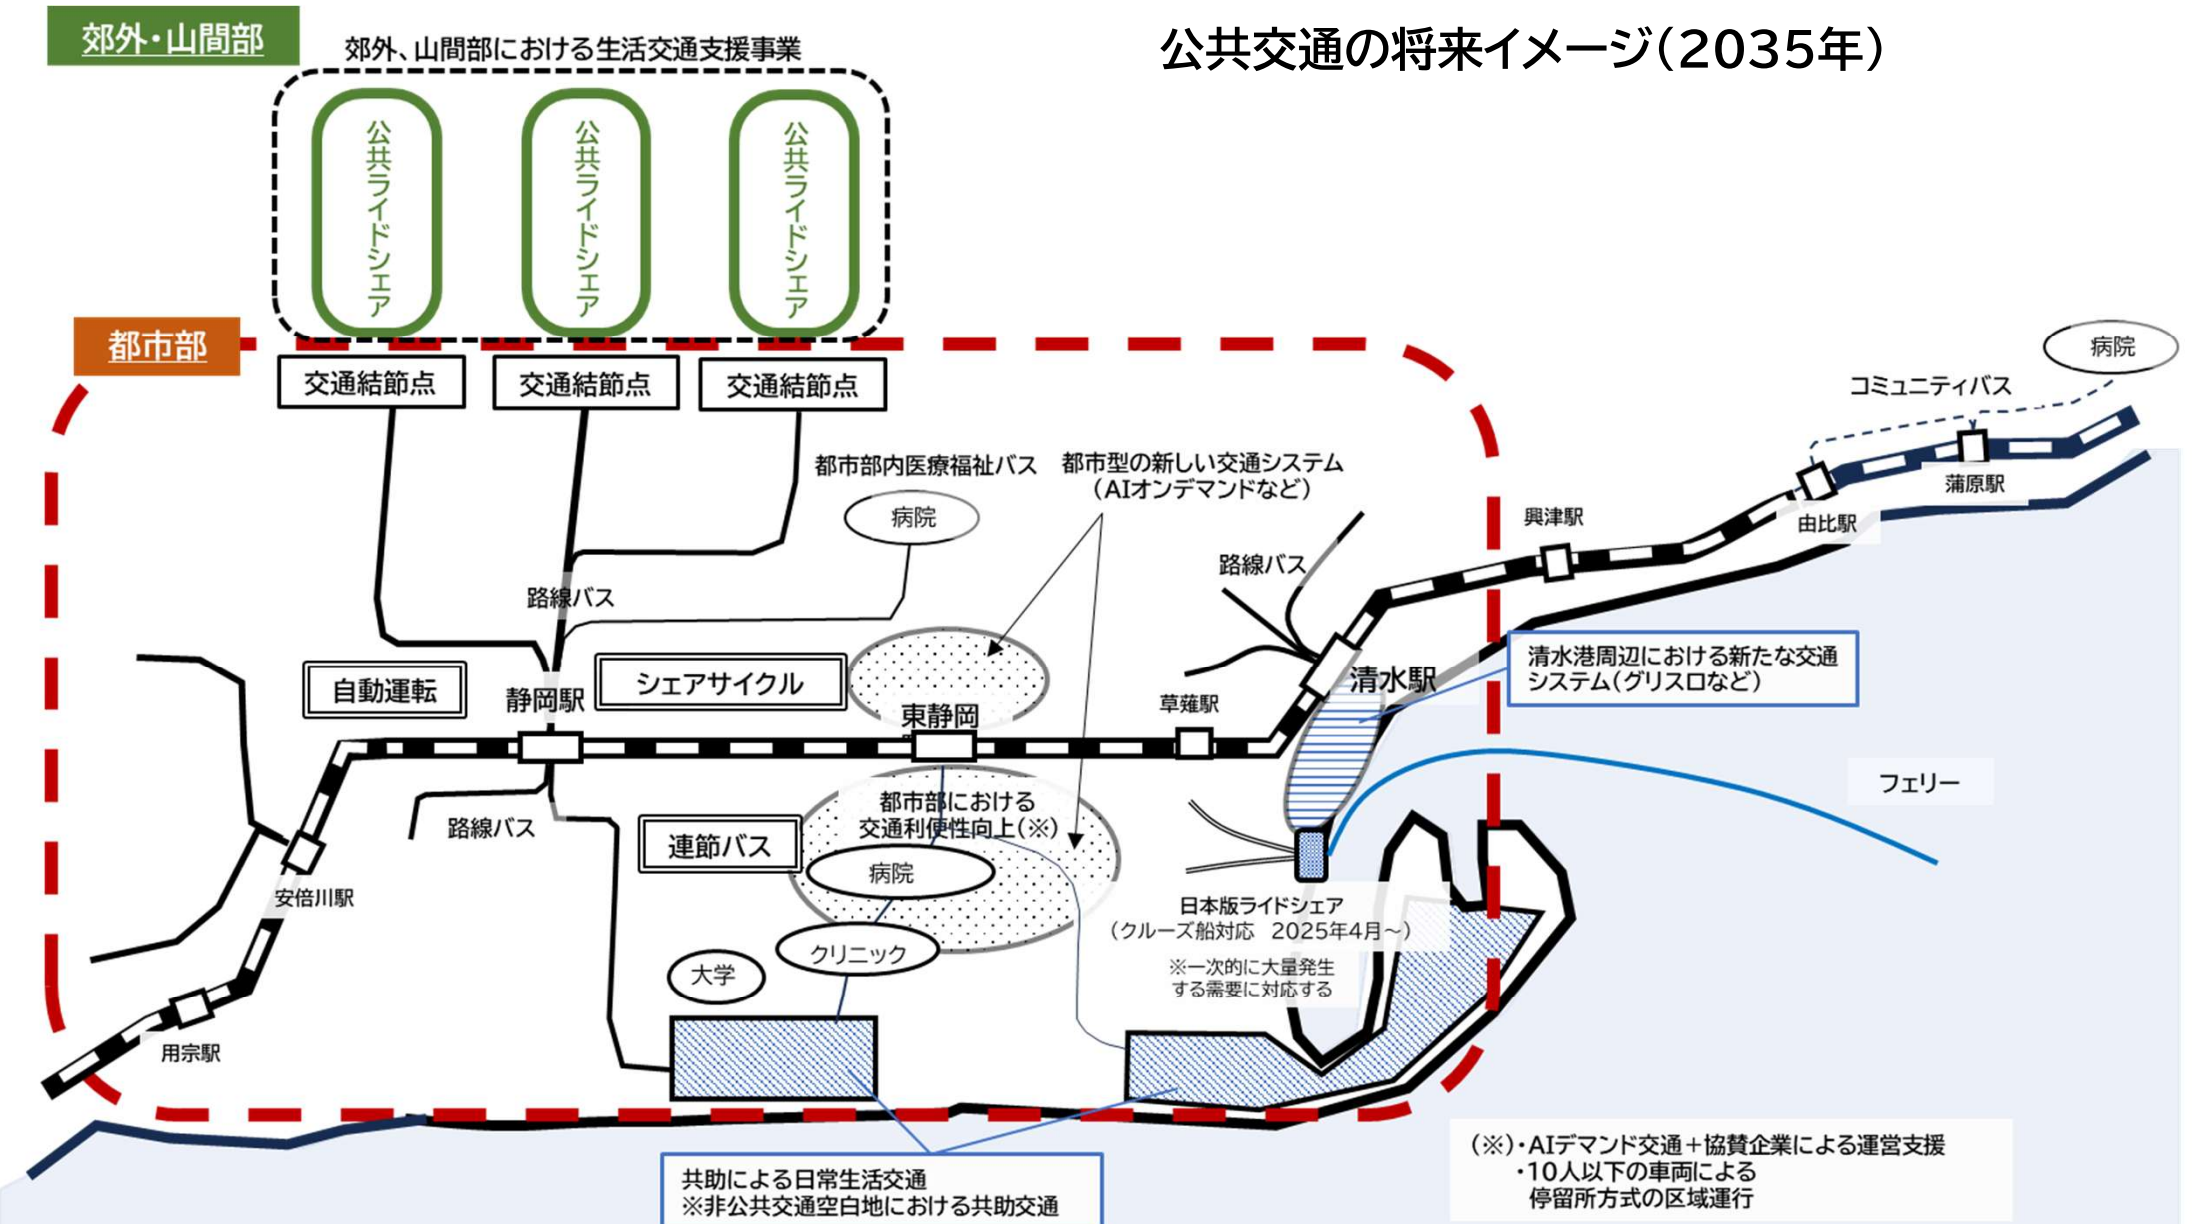 郊外・山間部
公共交通の将来イメージ（2035年）
郊外、山間部における生活交通支援事業
公共ライドシェア
公共ライドシェア
公共ライドシェア
都市部
交通結節点
交通結節点
交通結節点
病院
コミュニティバス
都市部内医療福祉バス
都市型の新しい交通システム
（AIオンデマンドなど）
病院
蒲原駅
由比駅
興津駅
路線バス
路線バス
清水港周辺における新たな交通
システム（グリスロなど）
自動運転
静岡駅
シェアサイクル
東静岡
草薙駅
清水駅
フェリー
都市部における
交通利便性向上（※）
路線バス
連節バス
病院
安倍川駅
日本版ライドシェア
（クルーズ船対応　2025年4月～）
※一次的に大量発生
する需要に対応する
クリニック
大学
用宗駅
共助による日常生活交通
※非公共交通空白地における共助交通
（※）・AIデマンド交通＋協賛企業による運営支援
・10人以下の車両による
停留所方式の区域運行